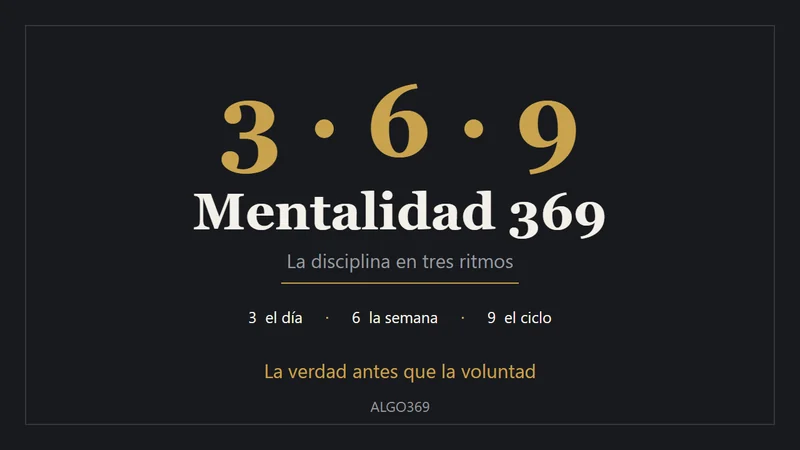 3 · 6 · 9
Mentalidad 369
La disciplina en tres ritmos
3 el día · 6 la semana · 9 el ciclo
La verdad antes que la voluntad
ALGO369